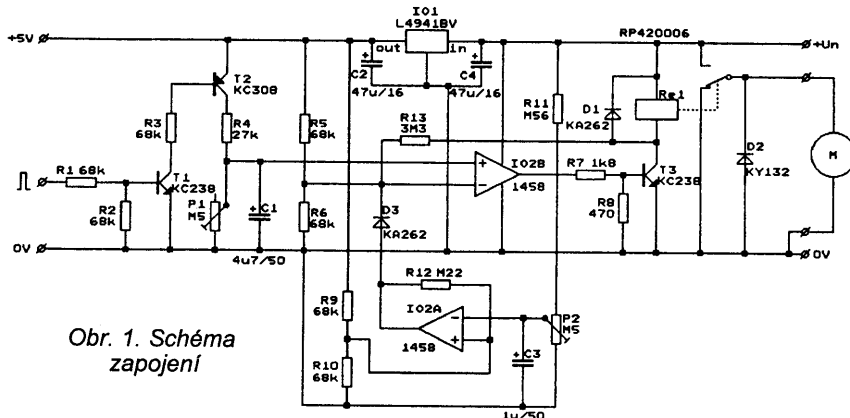 IO1
L4941BV
RP420006
+5V
out
in
+Un
T2
KC308
C2
47u/16
C4
47u/16
R3
68k
R4
27k
R5
68k
R13
3M3
R11
M56
D1
KA262
Re1
R1 68k
T1
KC238
IO2B
1458
R7 1k8
T3
KC238
D2
KY132
M
R2
68k
P1
M5
C1
4u7/50
R6
68k
D3
KA262
R8
470
0V
0V
R12 M22
R9
68k
IO2A
1458
P2
M5
R10
68k
C3
1u/50
Obr. 1. Schéma
zapojení